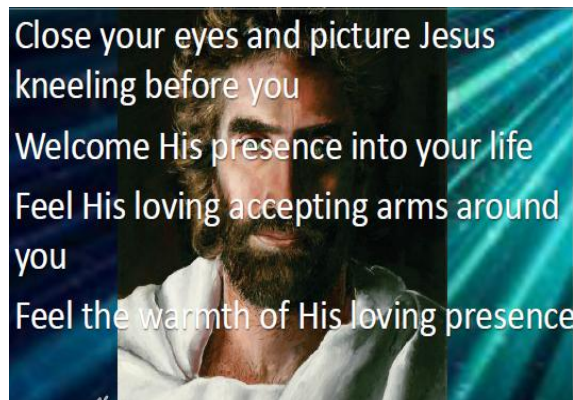 Close your eyes and picture Jesus
kneeling before you
Welcome His presence into your life
Feel His loving accepting arms around
you
Feel the warmth of His loving presence